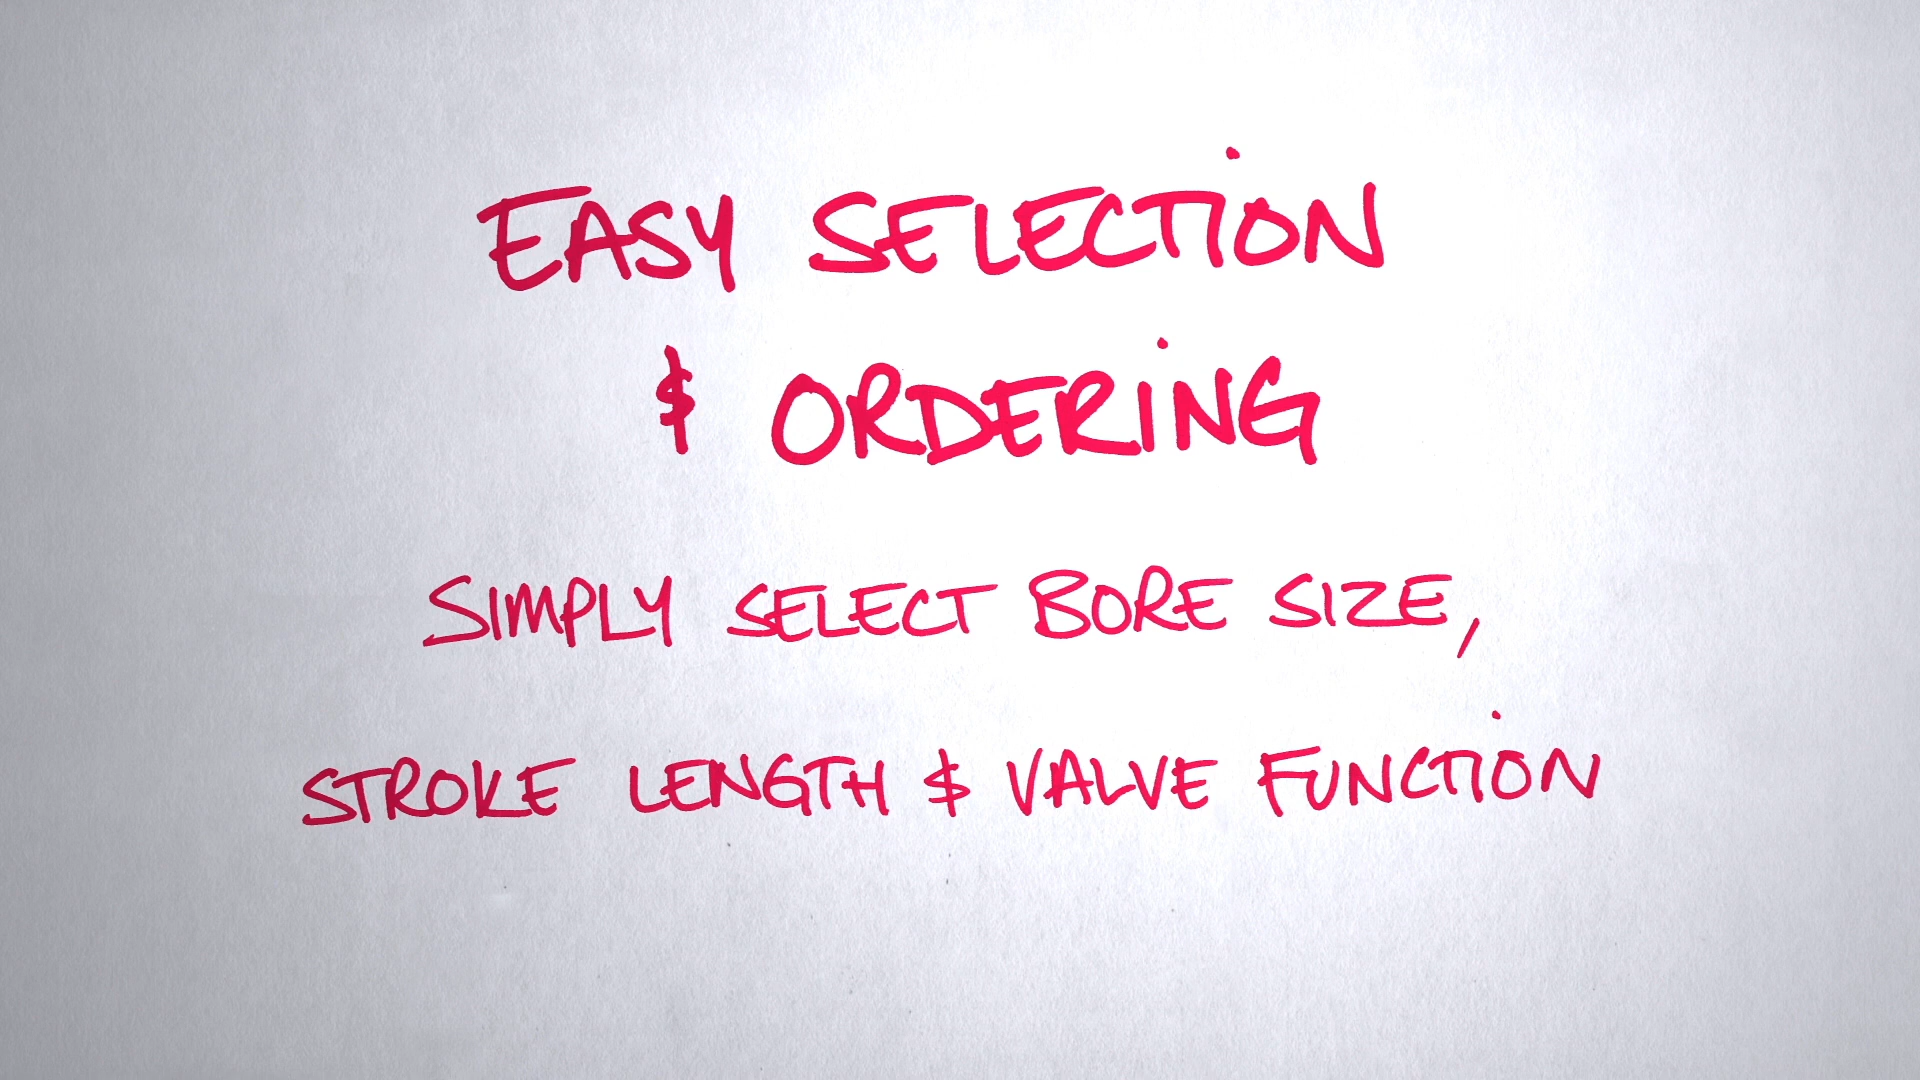 EASY SELECTION
& ORDERING
SIMPLY SELECT BORE SIZE,
STROKE LENGTH & VALVE FUNCTION